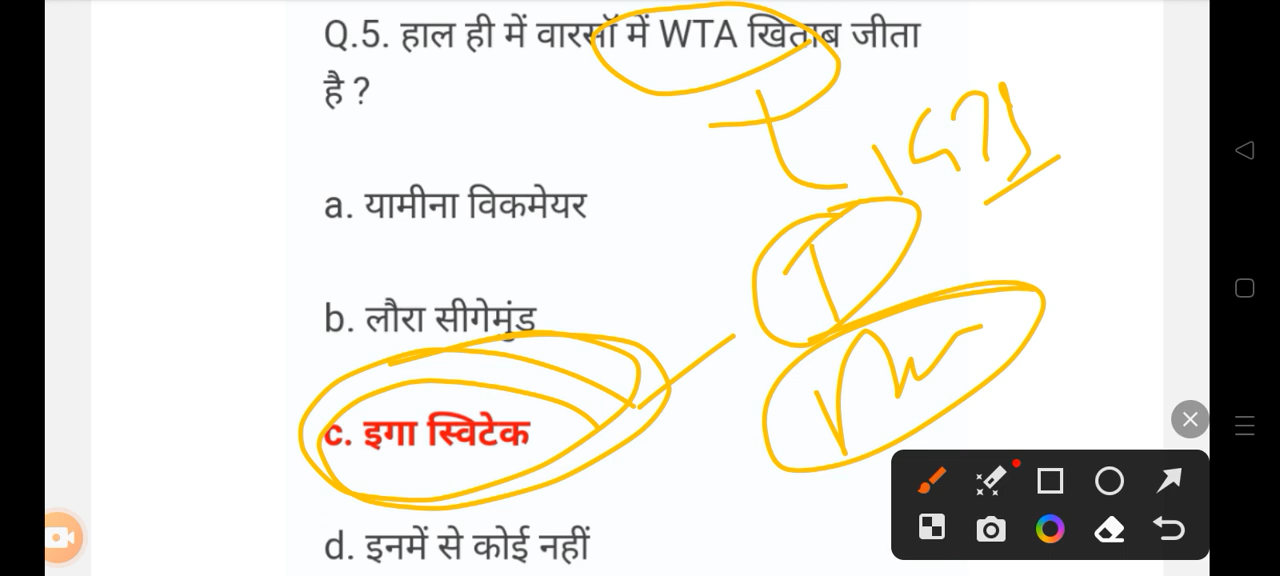 Q.5. हाल ही में वारसॉ में WTA खिताब जीता
है ?
a. यामीना विकमेयर
b. लौरा सीगेमुंड
c. इगा स्विटेक
d. इनमें से कोई नहीं